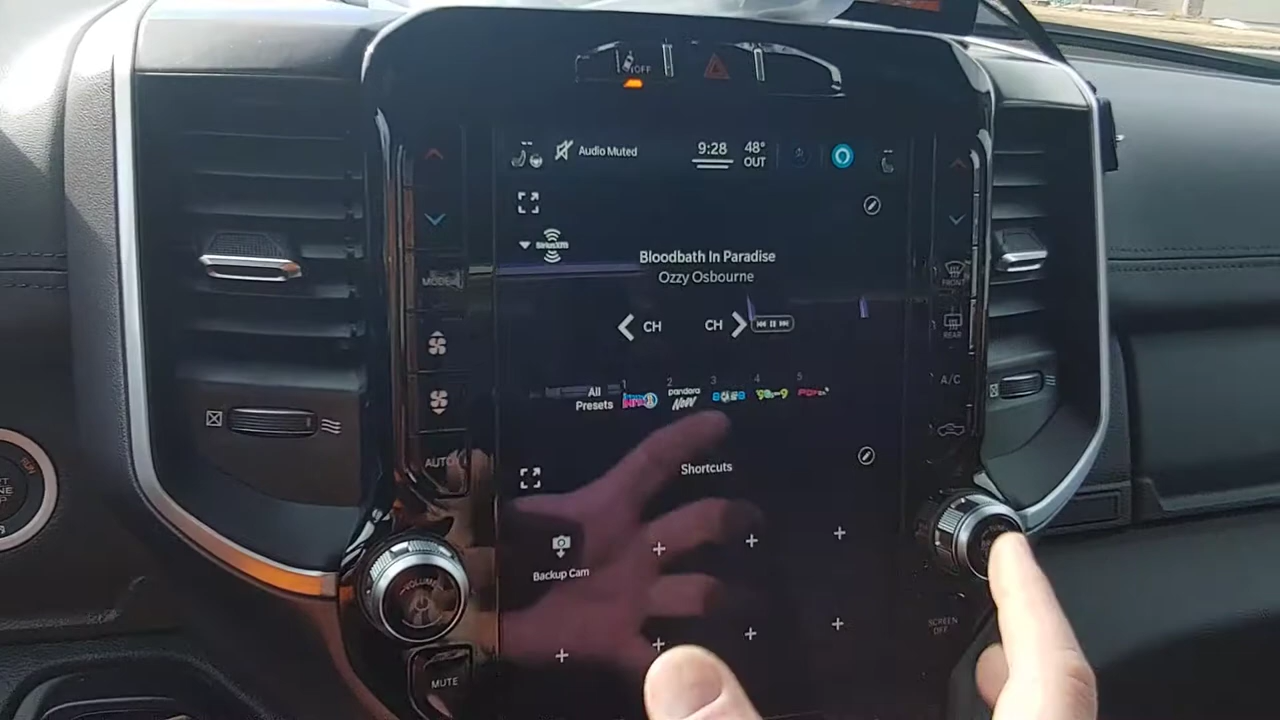 OFF
Audio Muted
9:28
48°
OUT
SiriusXM
Bloodbath In Paradise
Ozzy Osbourne
CH
CH
All
Presets
1
2
3
4
5
pandora
NOW
Shortcuts
Backup Cam
MODE
AUTO
VOLUME
MUTE
FRONT
REAR
A/C
SCREEN
OFF